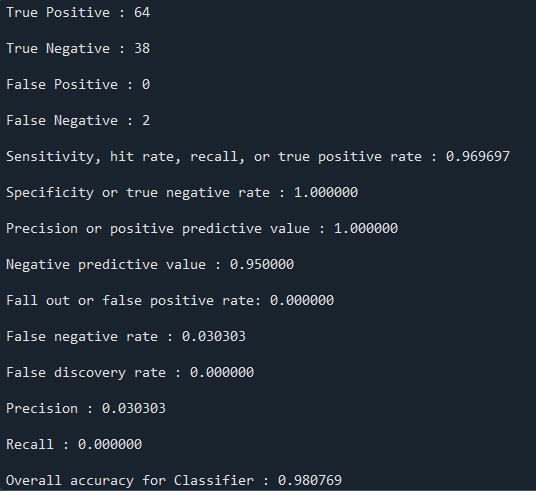 True Positive : 64
True Negative : 38
False Positive : 0
False Negative : 2
Sensitivity, hit rate, recall, or true positive rate : 0.969697
Specificity or true negative rate : 1.000000
Precision or positive predictive value : 1.000000
Negative predictive value : 0.950000
Fall out or false positive rate: 0.000000
False negative rate : 0.030303
False discovery rate : 0.000000
Precision : 0.030303
Recall : 0.000000
Overall accuracy for Classifier : 0.980769